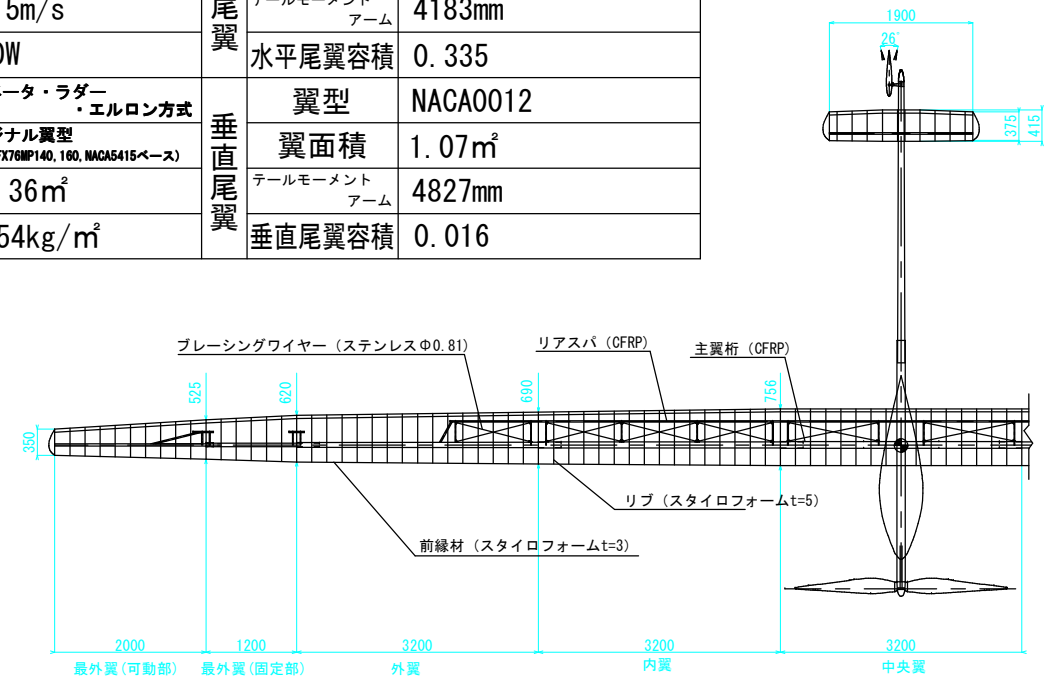 5m/s
尾翼
テールモーメント
アーム
4183mm
0W
水平尾翼容積
0.335
ータ・ラダー
・エルロン方式
垂直尾翼
翼型
NACA0012
ジナル翼型
FX76MP140, 160, NACA5415ベース)
翼面積
1.07㎡
36㎡
テールモーメント
アーム
4827mm
54kg/㎡
垂直尾翼容積
0.016
1900
26°
375
415
ブレーシングワイヤー (ステンレスΦ0.81)
リアスパ (CFRP)
主翼桁 (CFRP)
525
620
690
756
350
リブ (スタイロフォームt=5)
前縁材 (スタイロフォームt=3)
2000
1200
3200
3200
3200
最外翼(可動部)
最外翼(固定部)
外翼
内翼
中央翼